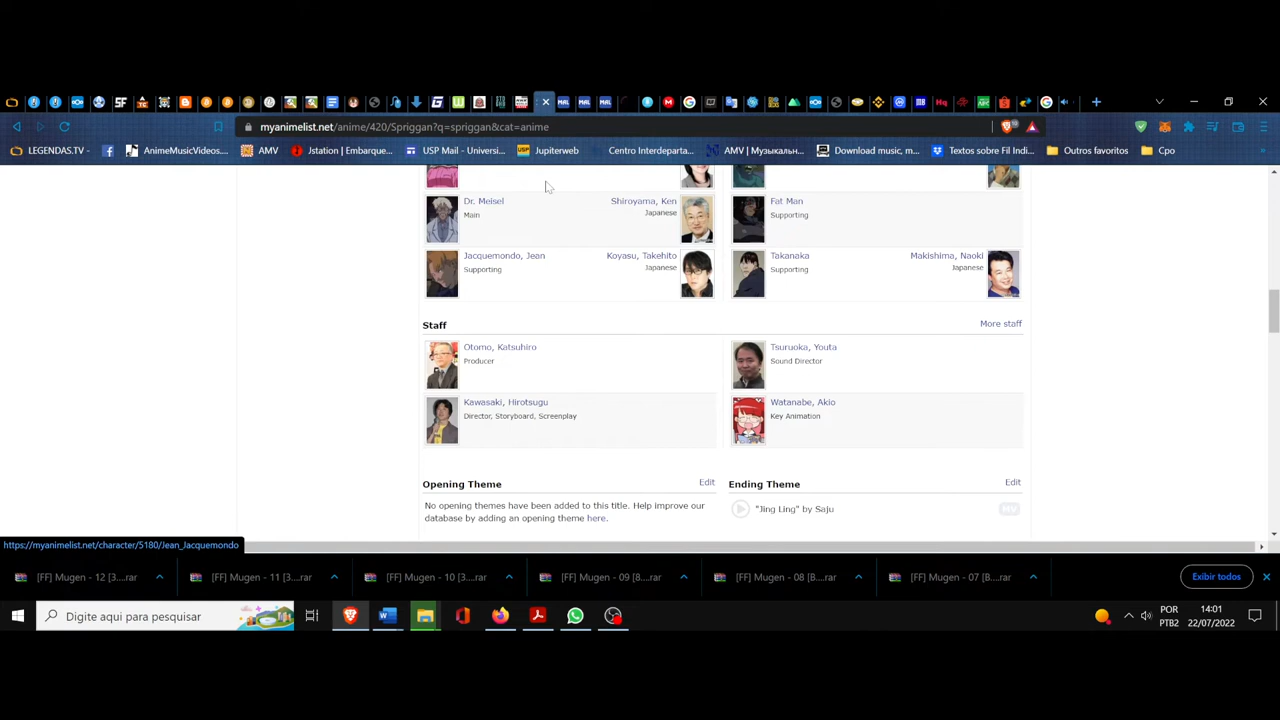 myanimelist.net/anime/420/Spriggan?q=spriggan&cat=anime
LEGENDAS.TV - AnimeMusicVideos.... AMV Jstation | Embarque... USP Mail - Universi... Jupiterweb Centro Interdeparta... AMV | Музыкальн... Download music, m... Textos sobre Fil Indi... Outros favoritos Cpo
Dr. Meisel
Main
Shiroyama, Ken
Japanese
Fat Man
Supporting
Jacquemondo, Jean
Supporting
Koyasu, Takehito
Japanese
Takanaka
Supporting
Makishima, Naoki
Japanese
Staff
More staff
Otomo, Katsuhiro
Producer
Tsuruoka, Youta
Sound Director
Kawasaki, Hirotsugu
Director, Storyboard, Screenplay
Watanabe, Akio
Key Animation
Opening Theme
Edit
Ending Theme
Edit
No opening themes have been added to this title. Help improve our
database by adding an opening theme here.
"Jing Ling" by Saju
MV
https://myanimelist.net/character/5180/Jean_Jacquemondo
[FF] Mugen - 12 [3....rar
[FF] Mugen - 11 [3....rar
[FF] Mugen - 10 [3....rar
[FF] Mugen - 09 [8....rar
[FF] Mugen - 08 [B....rar
[FF] Mugen - 07 [B....rar
Exibir todos
Digite aqui para pesquisar
POR
PTB2
14:01
22/07/2022